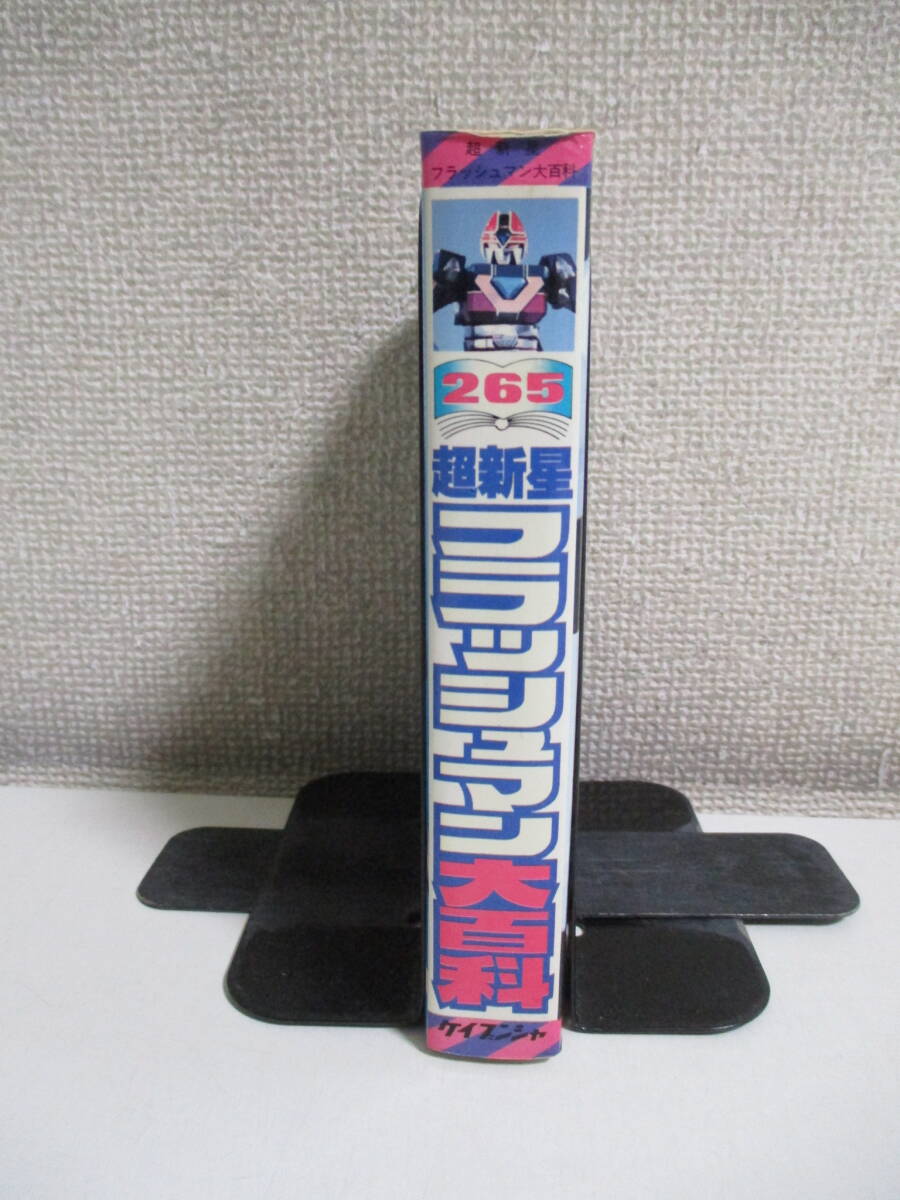 超新星
フラッシュマン大百科
265
超新星
フラッシュマン
大百科
ケイブンシャ